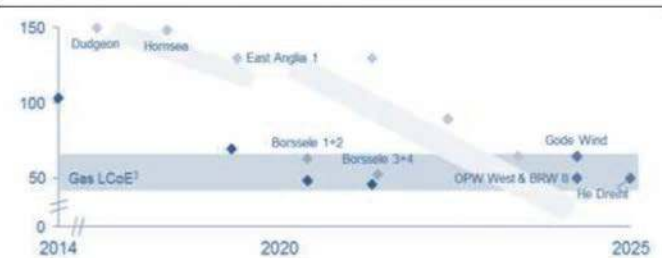 150
Dudgeon
Hornsea
East Anglia 1
100
Borssele 1+2
Gode Wind
Borssele 3+4
Gas LCoE³
50
OPW West & BRW II
He Dreiht
0
2014
2020
2025